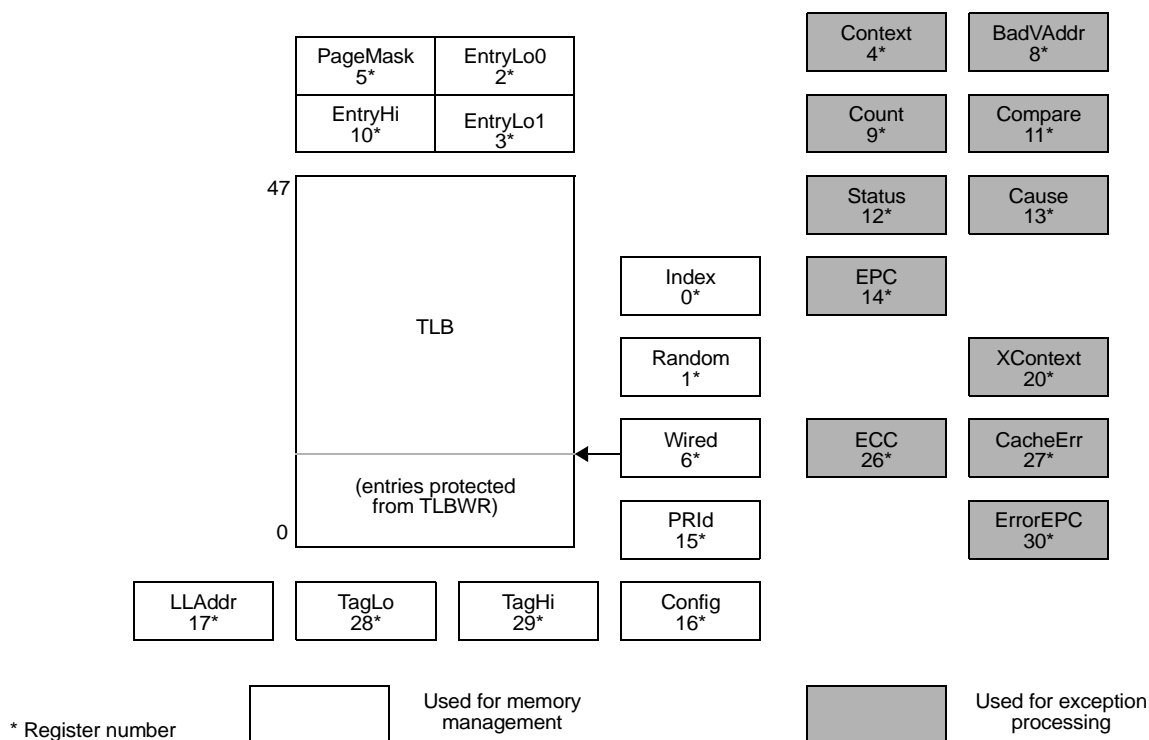 PageMask
5*
EntryLo0
2*
EntryHi
10*
EntryLo1
3*
Context
4*
BadVAddr
8*
Count
9*
Compare
11*
47
Status
12*
Cause
13*
Index
0*
EPC
14*
TLB
Random
1*
XContext
20*
Wired
6*
ECC
26*
CacheErr
27*
(entries protected
from TLBWR)
0
PRId
15*
ErrorEPC
30*
LLAddr
17*
TagLo
28*
TagHi
29*
Config
16*
* Register number
Used for memory
management
Used for exception
processing